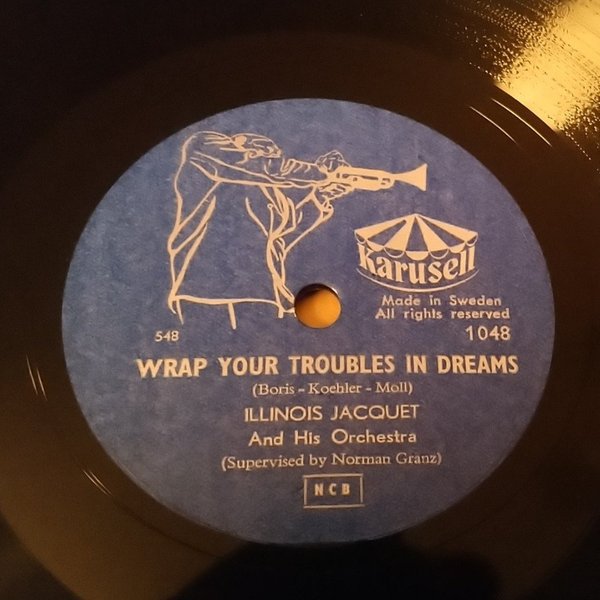 Karusell
Made in Sweden
All rights reserved
548
1048
WRAP YOUR TROUBLES IN DREAMS
(Boris - Koehler - Moll)
ILLINOIS JACQUET
And His Orchestra
(Supervised by Norman Granz)
NCB